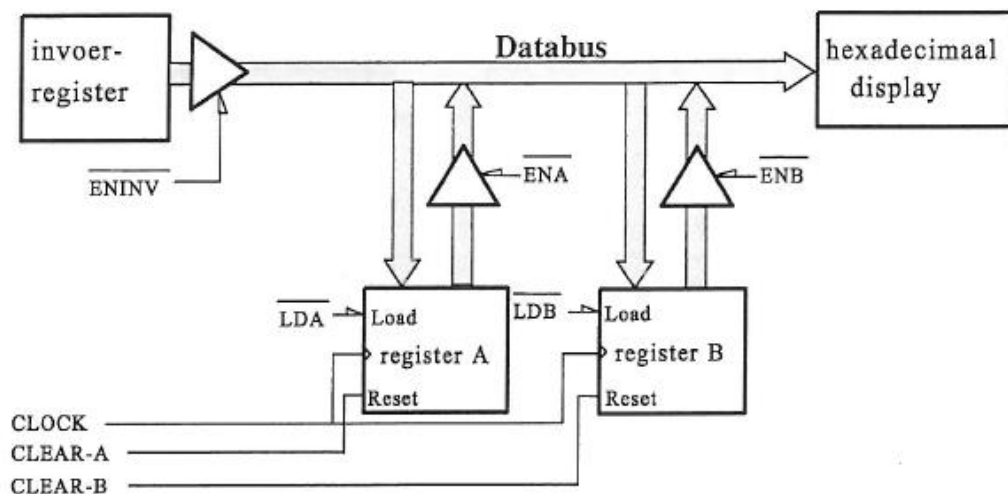 invoer-
register
Databus
hexadecimaal
display
ENINV
ENA
ENB
LDA
Load
register A
Reset
LDB
Load
register B
Reset
CLOCK
CLEAR-A
CLEAR-B